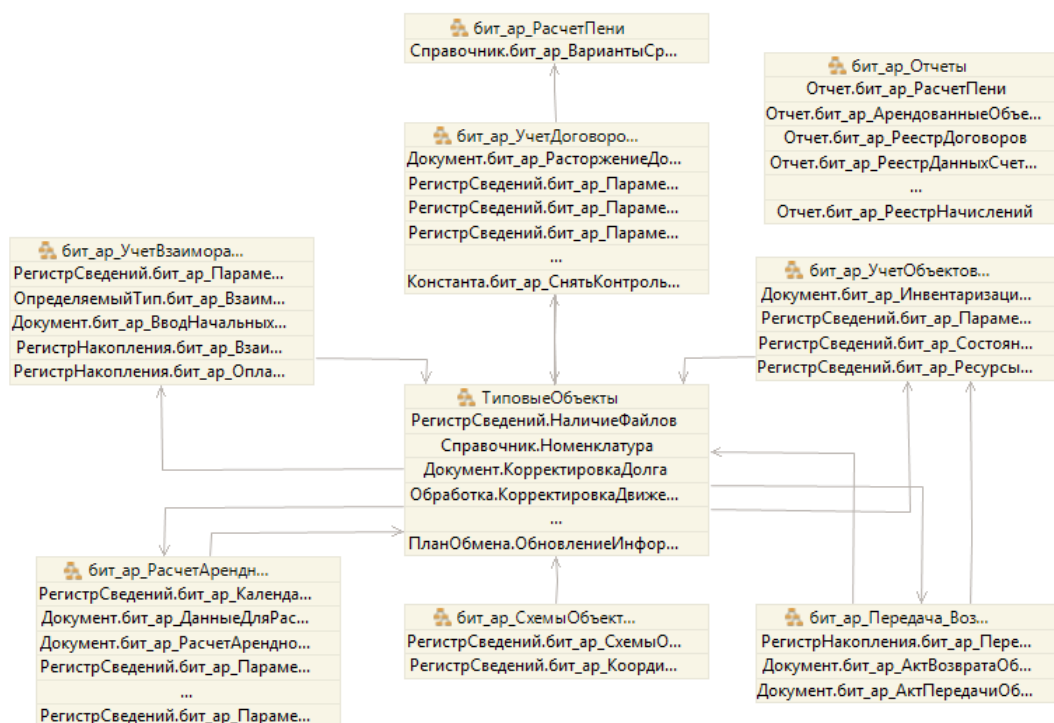 бит_ар_РасчетПени
Справочник.бит_ар_ВариантыСр...
бит_ар_Отчеты
Отчет.бит_ар_РасчетПени
Отчет.бит_ар_АрендованныеОбъе...
Отчет.бит_ар_РеестрДоговоров
Отчет.бит_ар_РеестрДанныхСчет...
...
Отчет.бит_ар_РеестрНачислений
бит_ар_УчетДоговоро...
Документ.бит_ар_РасторжениеДо...
РегистрСведений.бит_ар_Параме...
РегистрСведений.бит_ар_Параме...
РегистрСведений.бит_ар_Параме...
...
Константа.бит_ар_СнятьКонтроль...
бит_ар_УчетВзаимора...
РегистрСведений.бит_ар_Параме...
ОпределяемыйТип.бит_ар_Взаим...
Документ.бит_ар_ВводНачальных...
РегистрНакопления.бит_ар_Взаи...
РегистрНакопления.бит_ар_Опла...
бит_ар_УчетОбъектов...
Документ.бит_ар_Инвентаризаци...
РегистрСведений.бит_ар_Параме...
РегистрСведений.бит_ар_Состоян...
РегистрСведений.бит_ар_Ресурсы...
ТиповыеОбъекты
РегистрСведений.НаличиеФайлов
Справочник.Номенклатура
Документ.КорректировкаДолга
Обработка.КорректировкаДвиже...
...
ПланОбмена.ОбновлениеИнфор...
бит_ар_РасчетАрендн...
РегистрСведений.бит_ар_Календа...
Документ.бит_ар_ДанныеДляРас...
Документ.бит_ар_РасчетАрендно...
РегистрСведений.бит_ар_Параме...
...
РегистрСведений.бит_ар_Параме...
бит_ар_СхемыОбъект...
РегистрСведений.бит_ар_СхемыО...
РегистрСведений.бит_ар_Коорди...
бит_ар_Передача_Воз...
РегистрНакопления.бит_ар_Пере...
Документ.бит_ар_АктВозвратаОб...
Документ.бит_ар_АктПередачиОб...